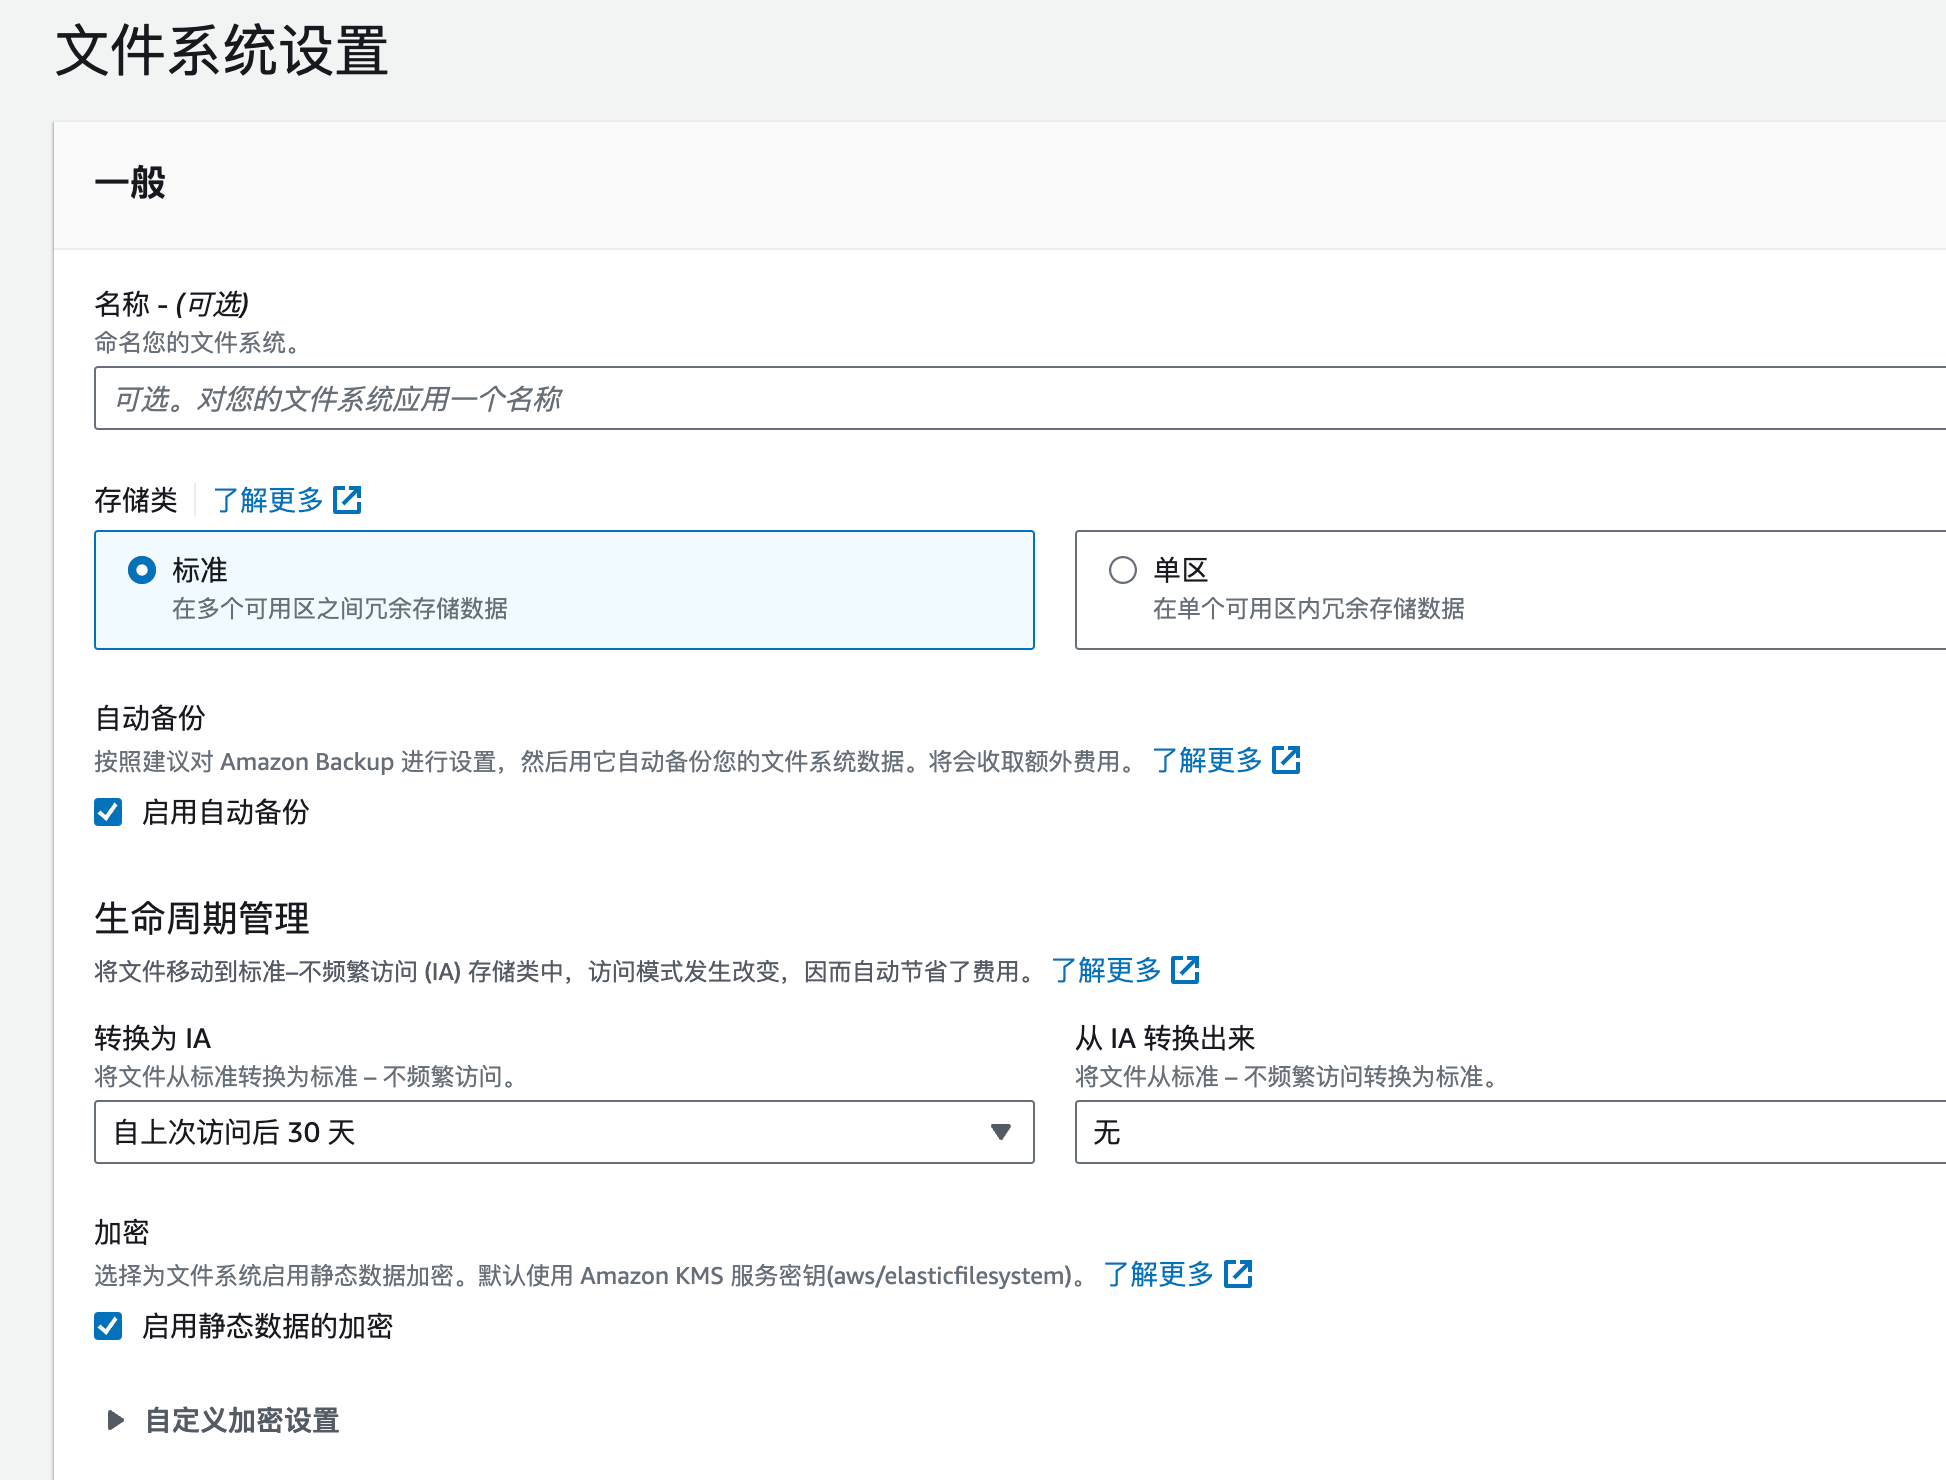 文件系统设置
一般
名称 - (可选)
命名您的文件系统。
可选。对您的文件系统应用一个名称
存储类 了解更多
标准
在多个可用区之间冗余存储数据
单区
在单个可用区内冗余存储数据
自动备份
按照建议对 Amazon Backup 进行设置，然后用它自动备份您的文件系统数据。将会收取额外费用。 了解更多
启用自动备份
生命周期管理
将文件移动到标准–不频繁访问 (IA) 存储类中，访问模式发生改变，因而自动节省了费用。 了解更多
转换为 IA
将文件从标准转换为标准 – 不频繁访问。
自上次访问后 30 天
从 IA 转换出来
将文件从标准 – 不频繁访问转换为标准。
无
加密
选择为文件系统启用静态数据加密。默认使用 Amazon KMS 服务密钥(aws/elasticfilesystem)。 了解更多
启用静态数据的加密
自定义加密设置